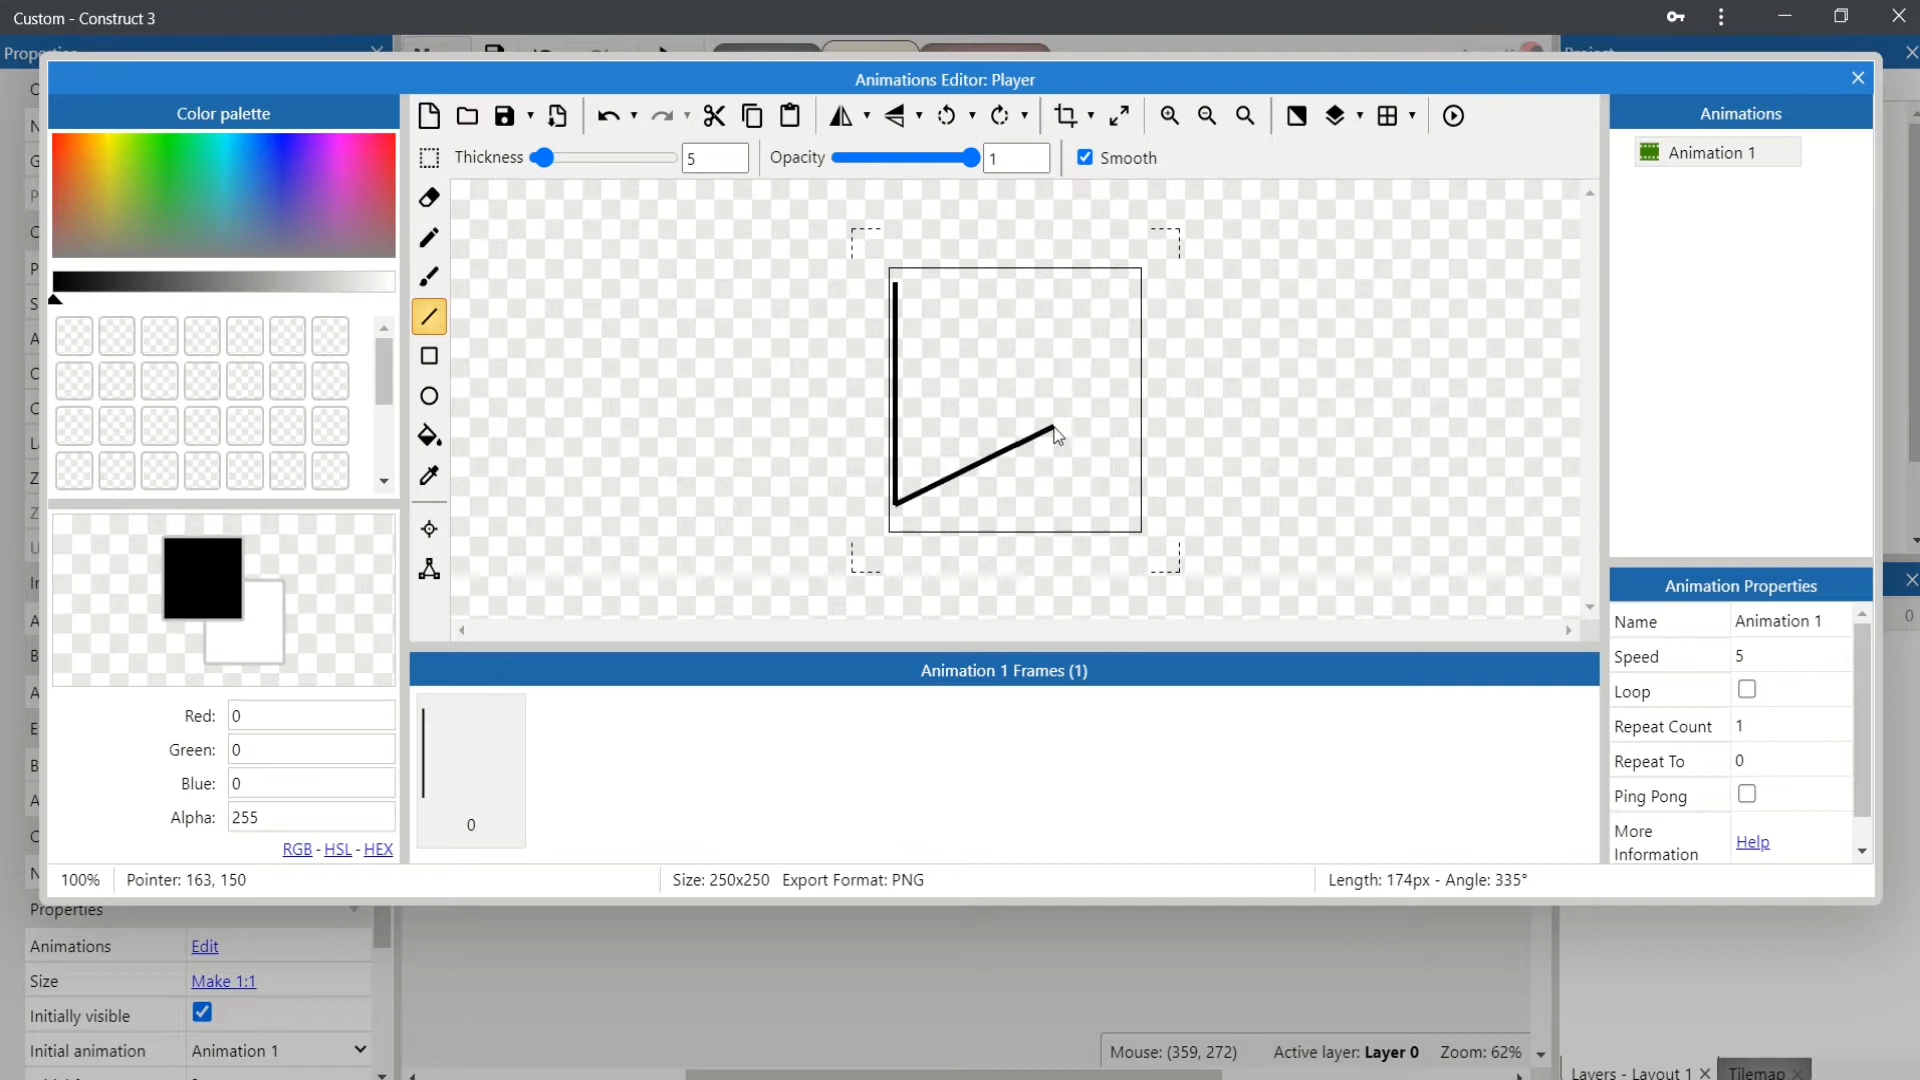 Custom - Construct 3
Animations Editor: Player
Color palette
Animations
Thickness 5 Opacity 1 Smooth
Animation 1
Animation Properties
Name Animation 1
Speed 5
Loop
Repeat Count 1
Repeat To 0
Ping Pong
More Information Help
Animation 1 Frames (1)
0
Red: 0
Green: 0
Blue: 0
Alpha: 255
RGB - HSL - HEX
100% Pointer: 163, 150 Size: 250x250 Export Format: PNG Length: 174px - Angle: 335°
Properties
Animations Edit
Size Make 1:1
Initially visible
Initial animation Animation 1
Mouse: (359, 272) Active layer: Layer 0 Zoom: 62%
Layers - Layout 1 Tilemap
0